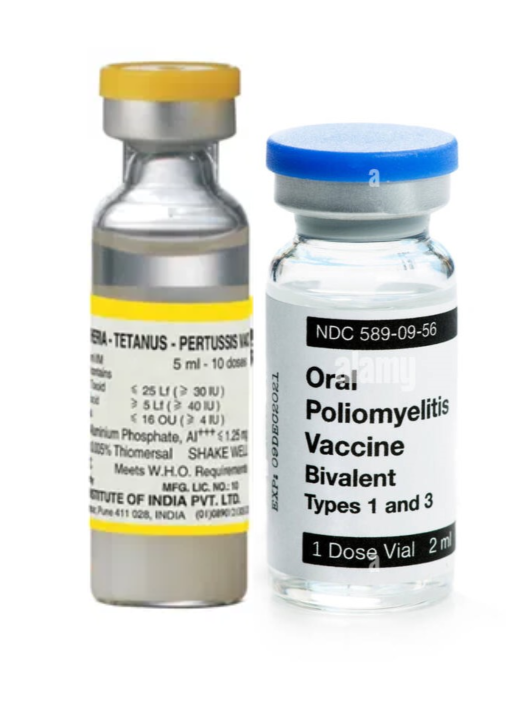 ERIA - TETANUS - PERTUSSIS VAC
5 ml - 10 doses
≤ 25 Lf (≥ 30 IU)
≥ 5 Lf (≥ 40 IU)
≤ 16 OU (≥ 4 IU)
Aluminium Phosphate, Al+++ ≤ 1.25 mg
0.005% Thiomersal SHAKE WELL
Meets W.H.O. Requirements
MFG. LIC. NO.: 10
STITUTE OF INDIA PVT. LTD.
Pune 411 028, INDIA
NDC 589-09-56
Oral
Poliomyelitis
Vaccine
Bivalent
Types 1 and 3
1 Dose Vial 2 ml
EXP: 09DEC2021
a
alamy
a